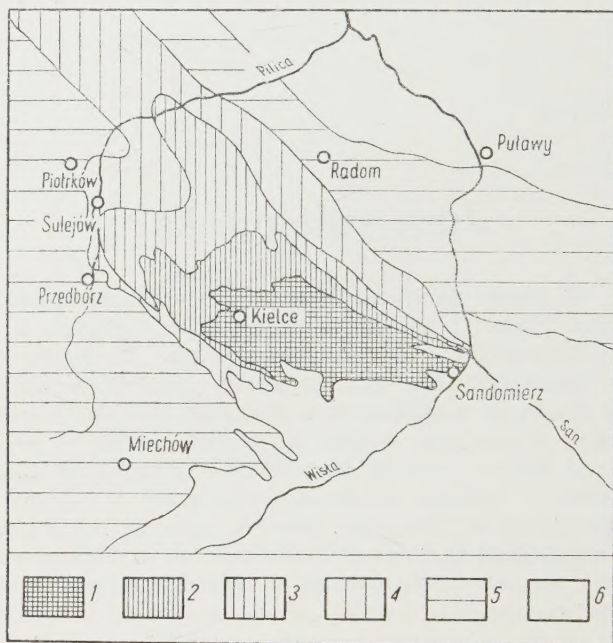 Pilica
Puławy
Radom
Piotrków
Sulejów
Przedbórz
Kielce
Sandomierz
San
Miechów
Wisła
1 2 3 4 5 6